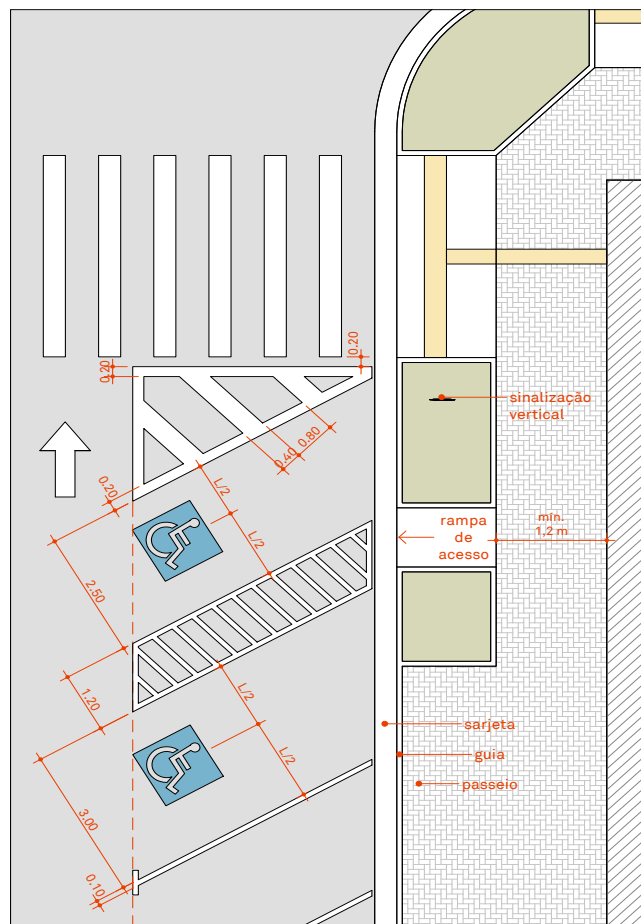 0.20
0.20
sinalização
vertical
0.80
0.40
0.20
L/2
L/2
rampa
de
acesso
mín.
1,2 m
2.50
1.20
L/2
L/2
sarjeta
guia
passeio
3.00
0.10